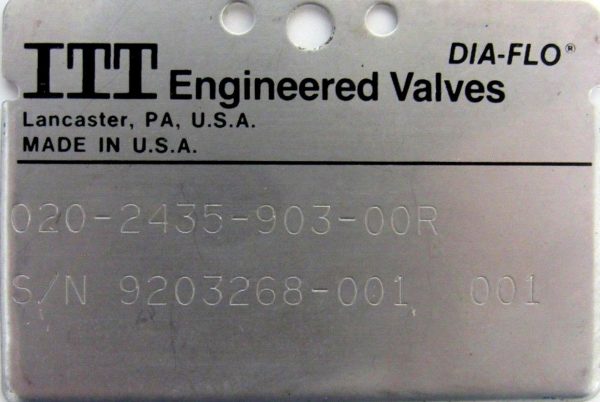 DIA-FLO®
ITT Engineered Valves
Lancaster, PA, U.S.A.
MADE IN U.S.A.
020-2435-903-00R
S/N 9203268-001 001